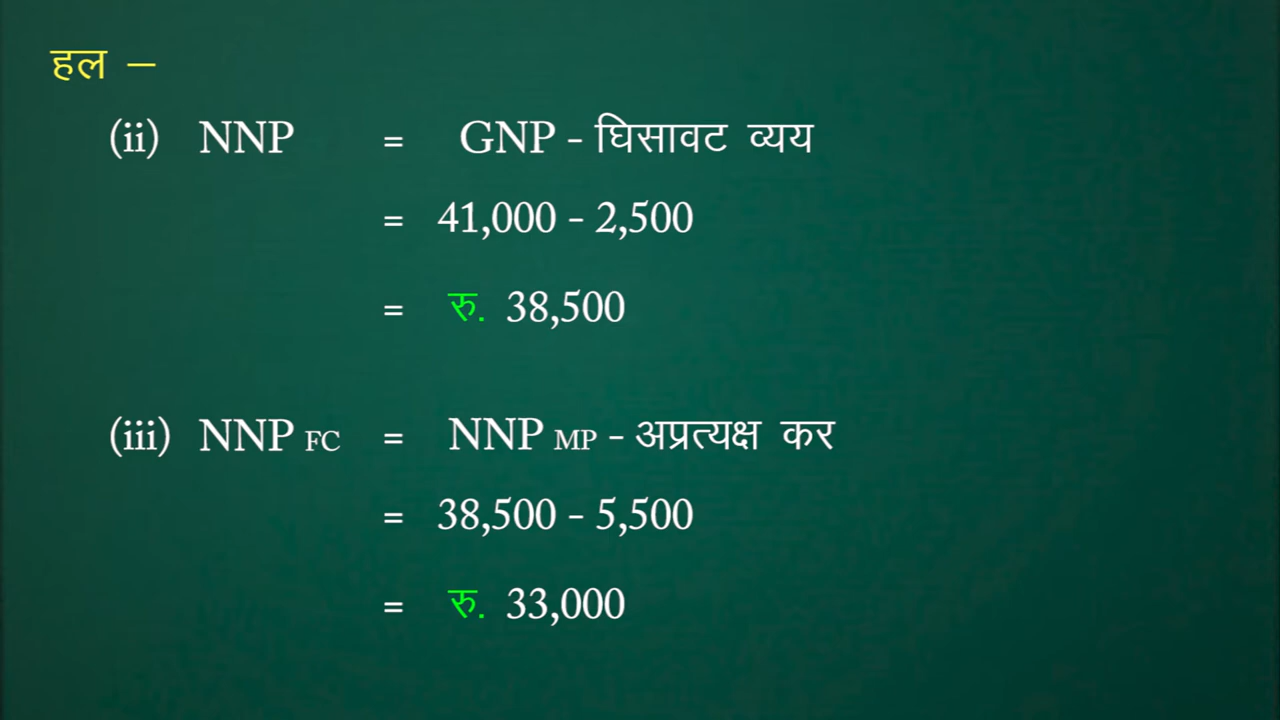 हल –
(ii) NNP = GNP - घिसावट व्यय
= 41,000 - 2,500
= रु. 38,500
(iii) NNP FC = NNP MP - अप्रत्यक्ष कर
= 38,500 - 5,500
= रु. 33,000